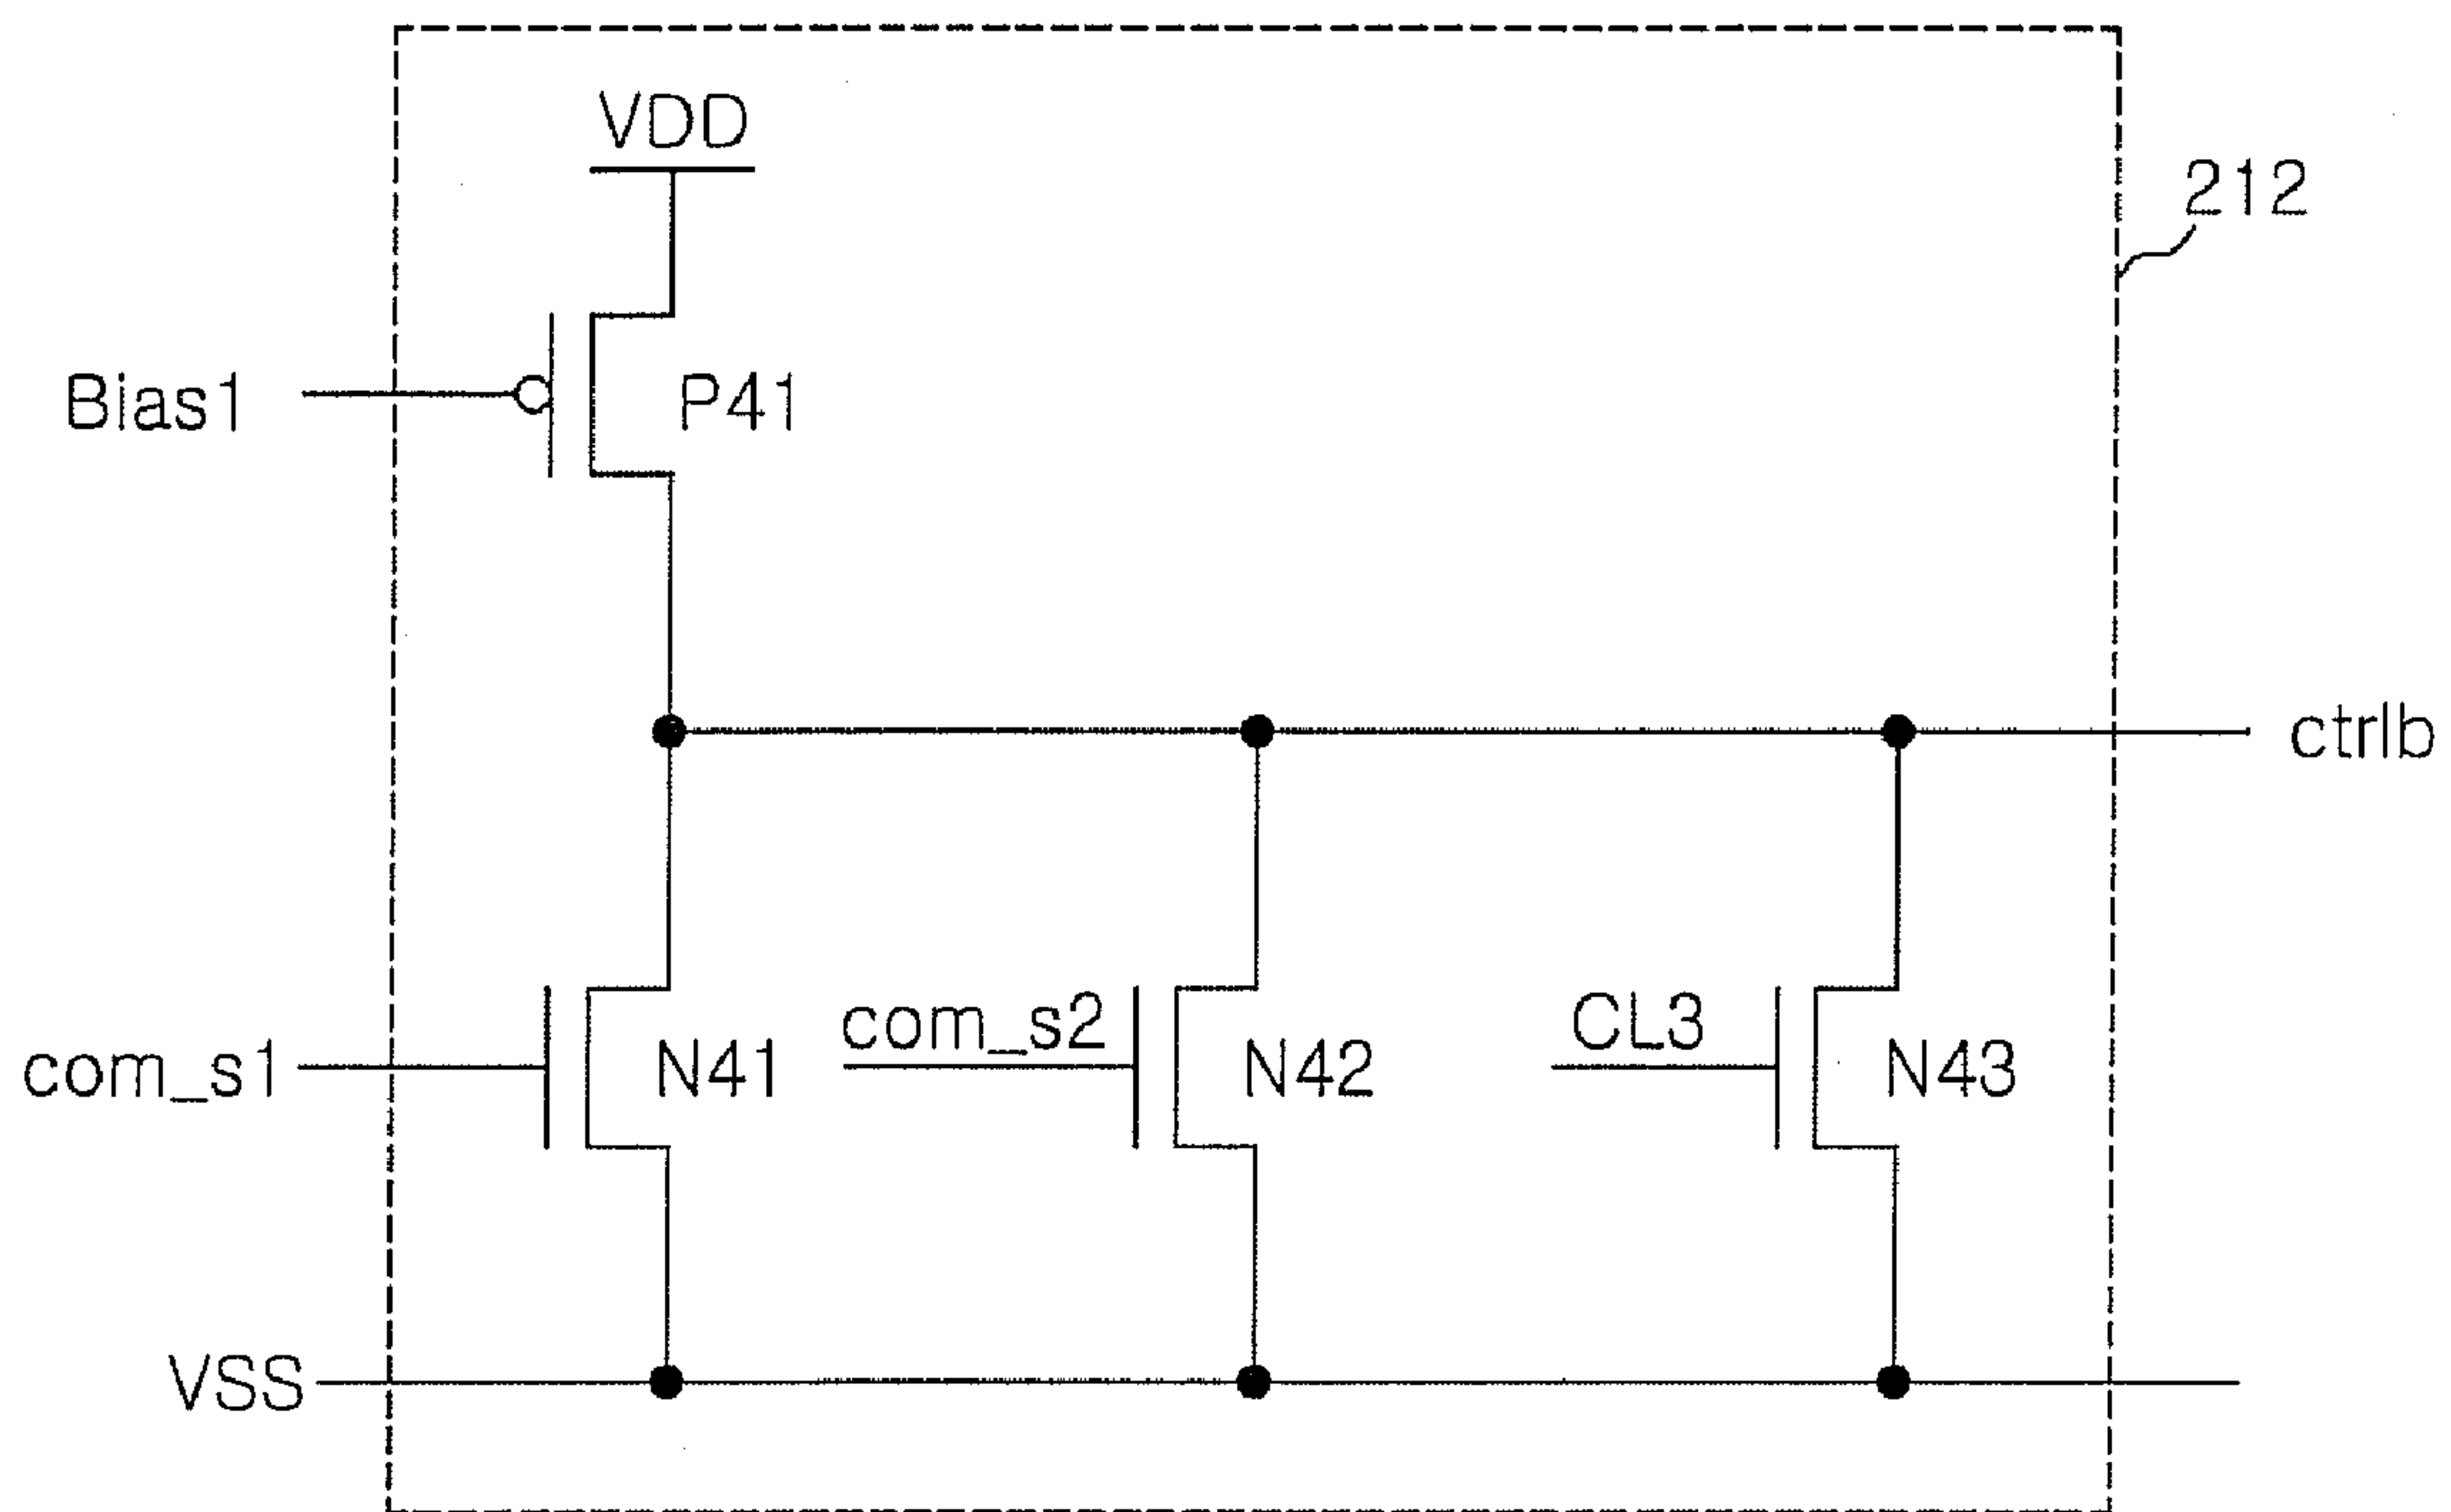 VDD
212
Bias1
P41
ctrlb
com_s1
N41
com_s2
N42
CL3
N43
VSS